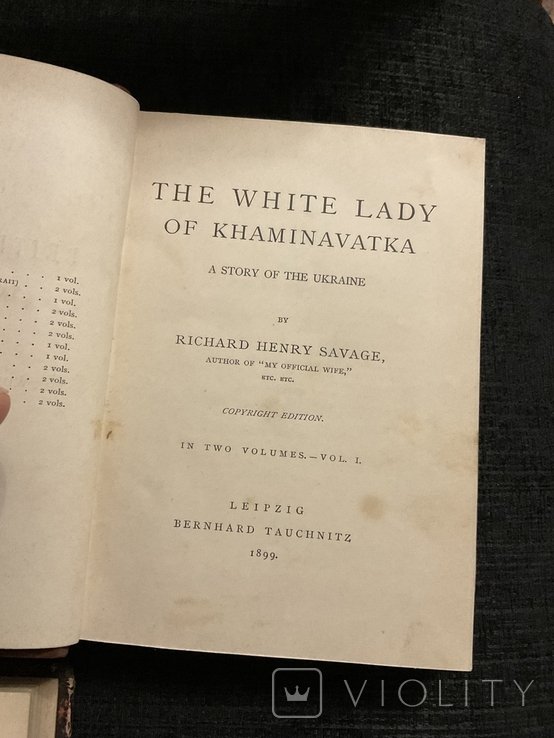 1 vol.
RAIT) . . 2 vols.
1 vol.
2 vols.
2 vols.
2 vols.
1 vol.
1 vol.
2 vols.
2 vols.
2 vols.
THE WHITE LADY
OF KHAMINAVATKA
A STORY OF THE UKRAINE
BY
RICHARD HENRY SAVAGE,
AUTHOR OF "MY OFFICIAL WIFE,"
ETC. ETC.
COPYRIGHT EDITION.
IN TWO VOLUMES.—VOL. I.
LEIPZIG
BERNHARD TAUCHNITZ
1899.
VIOLITY